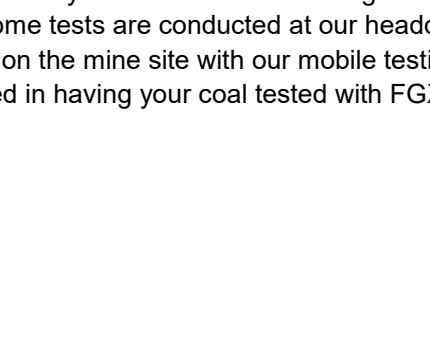 ome tests are conducted at our headq
on the mine site with our mobile testi
ed in having your coal tested with FGX